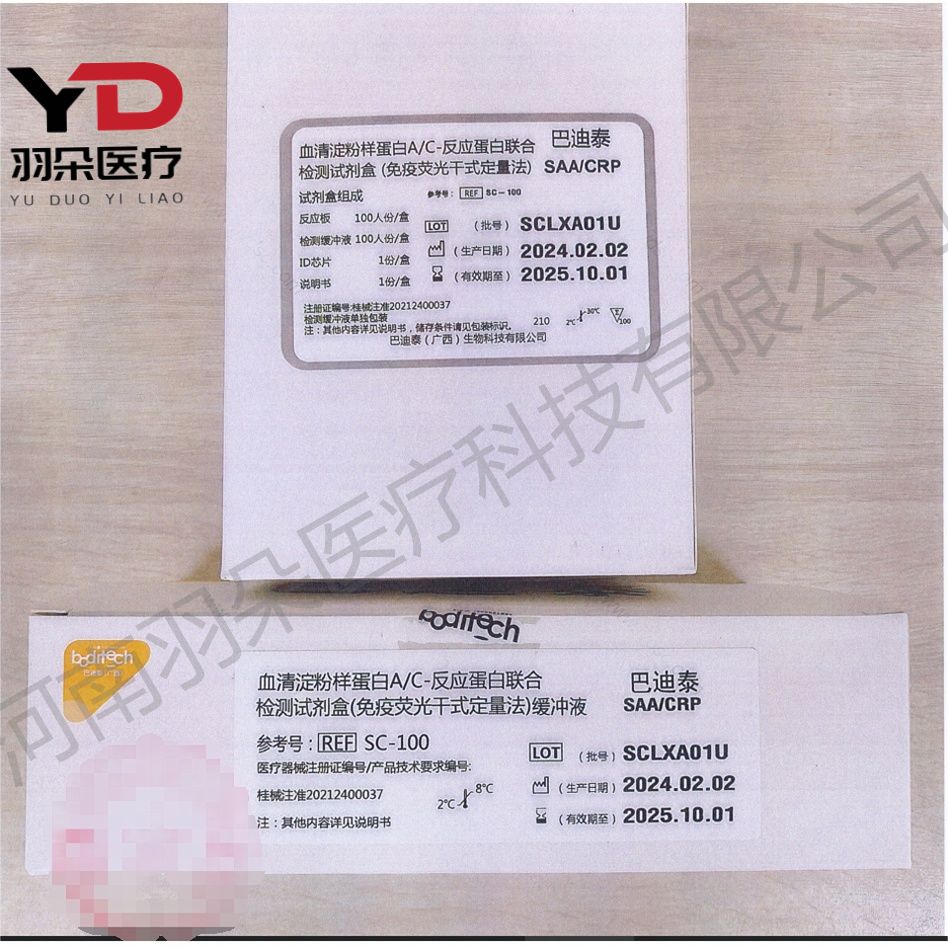 YD
羽朵医疗
YU DUO YI LIAO
血清淀粉样蛋白A/C-反应蛋白联合 巴迪泰
检测试剂盒 (免疫荧光干式定量法) SAA/CRP
试剂盒组成 参考号: REF SC-100
反应板 100人份/盒 LOT (批号) SCLXA01U
检测缓冲液 100人份/盒 (生产日期) 2024.02.02
ID芯片 1份/盒 (有效期至) 2025.10.01
说明书 1份/盒
注册证编号:桂械注准20212400037
检测缓冲液单独包装
注:其他内容详见说明书,储存条件请见包装标识。 210 2℃ 30℃ Σ 100
巴迪泰(广西)生物科技有限公司
河南羽朵医疗科技有限公司
boditech
boditech
巴迪泰(广西)
血清淀粉样蛋白A/C-反应蛋白联合 巴迪泰
检测试剂盒(免疫荧光干式定量法)缓冲液 SAA/CRP
参考号: REF SC-100 LOT (批号) SCLXA01U
医疗器械注册证编号/产品技术要求编号:
桂械注准20212400037 2℃ 8℃ (生产日期) 2024.02.02
注:其他内容详见说明书 (有效期至) 2025.10.01